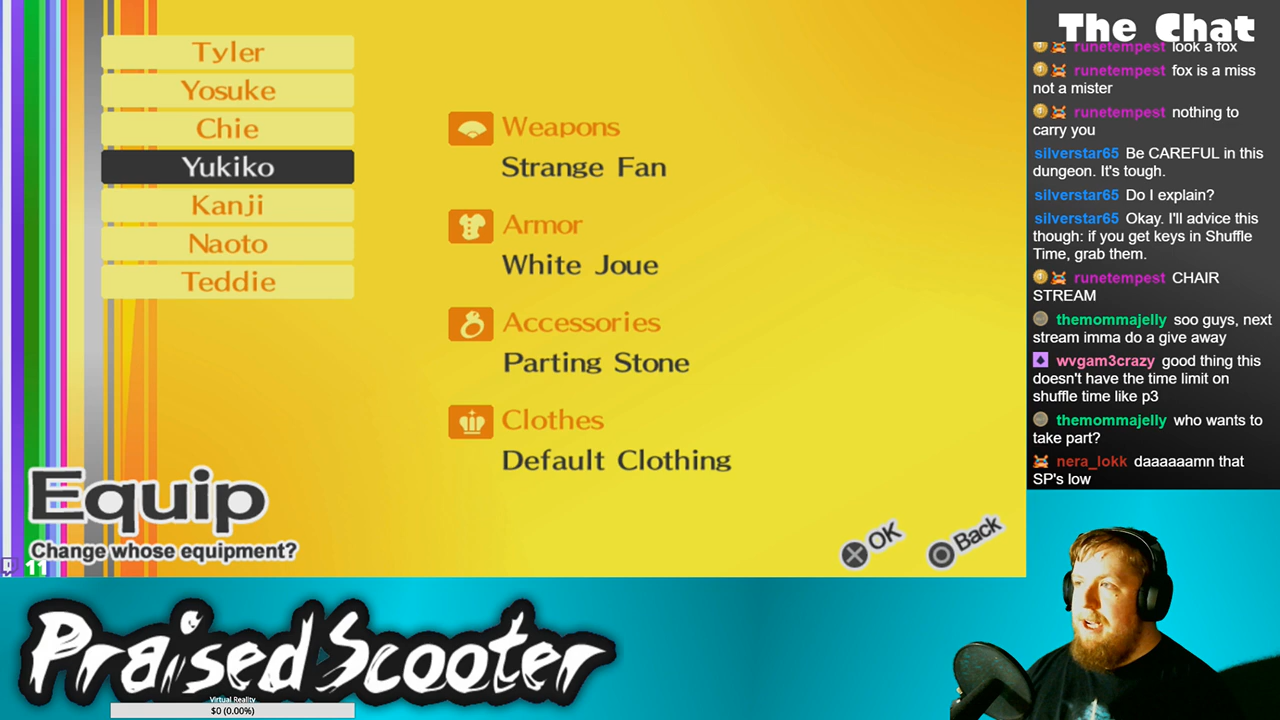 Tyler
Yosuke
Chie
Yukiko
Kanji
Naoto
Teddie
Weapons
Strange Fan
Armor
White Joue
Accessories
Parting Stone
Clothes
Default Clothing
Equip
Change whose equipment?
OK
Back
11
The Chat
runetempest look a fox
runetempest fox is a miss
not a mister
runetempest nothing to
carry you
silverstar65 Be CAREFUL in this
dungeon. It's tough.
silverstar65 Do I explain?
silverstar65 Okay. I'll advice this
though: if you get keys in Shuffle
Time, grab them.
runetempest CHAIR
STREAM
themommajelly soo guys, next
stream imma do a give away
wvgam3crazy good thing this
doesn't have the time limit on
shuffle time like p3
themommajelly who wants to
take part?
nera_lokk daaaaaamn that
SP's low
PraisedScooter
Virtual Reality
$0 (0.00%)